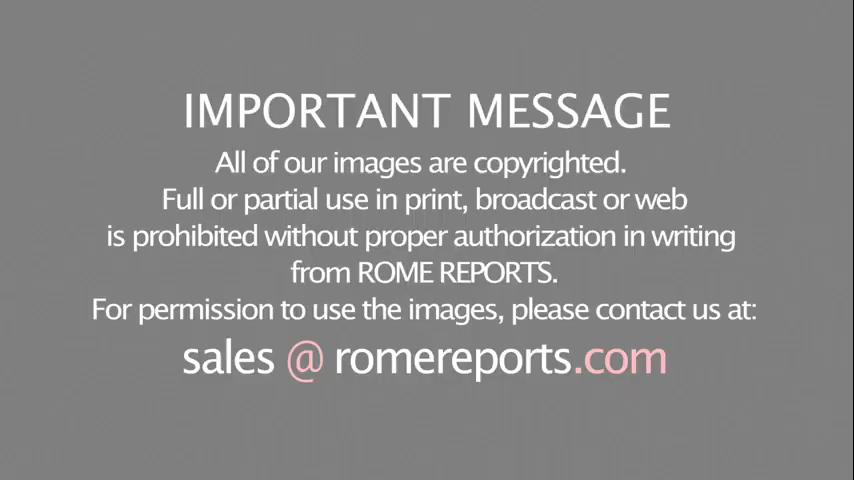 IMPORTANT MESSAGE
All of our images are copyrighted.
Full or partial use in print, broadcast or web
is prohibited without proper authorization in writing
from ROME REPORTS.
For permission to use the images, please contact us at:
sales @ romereports.com